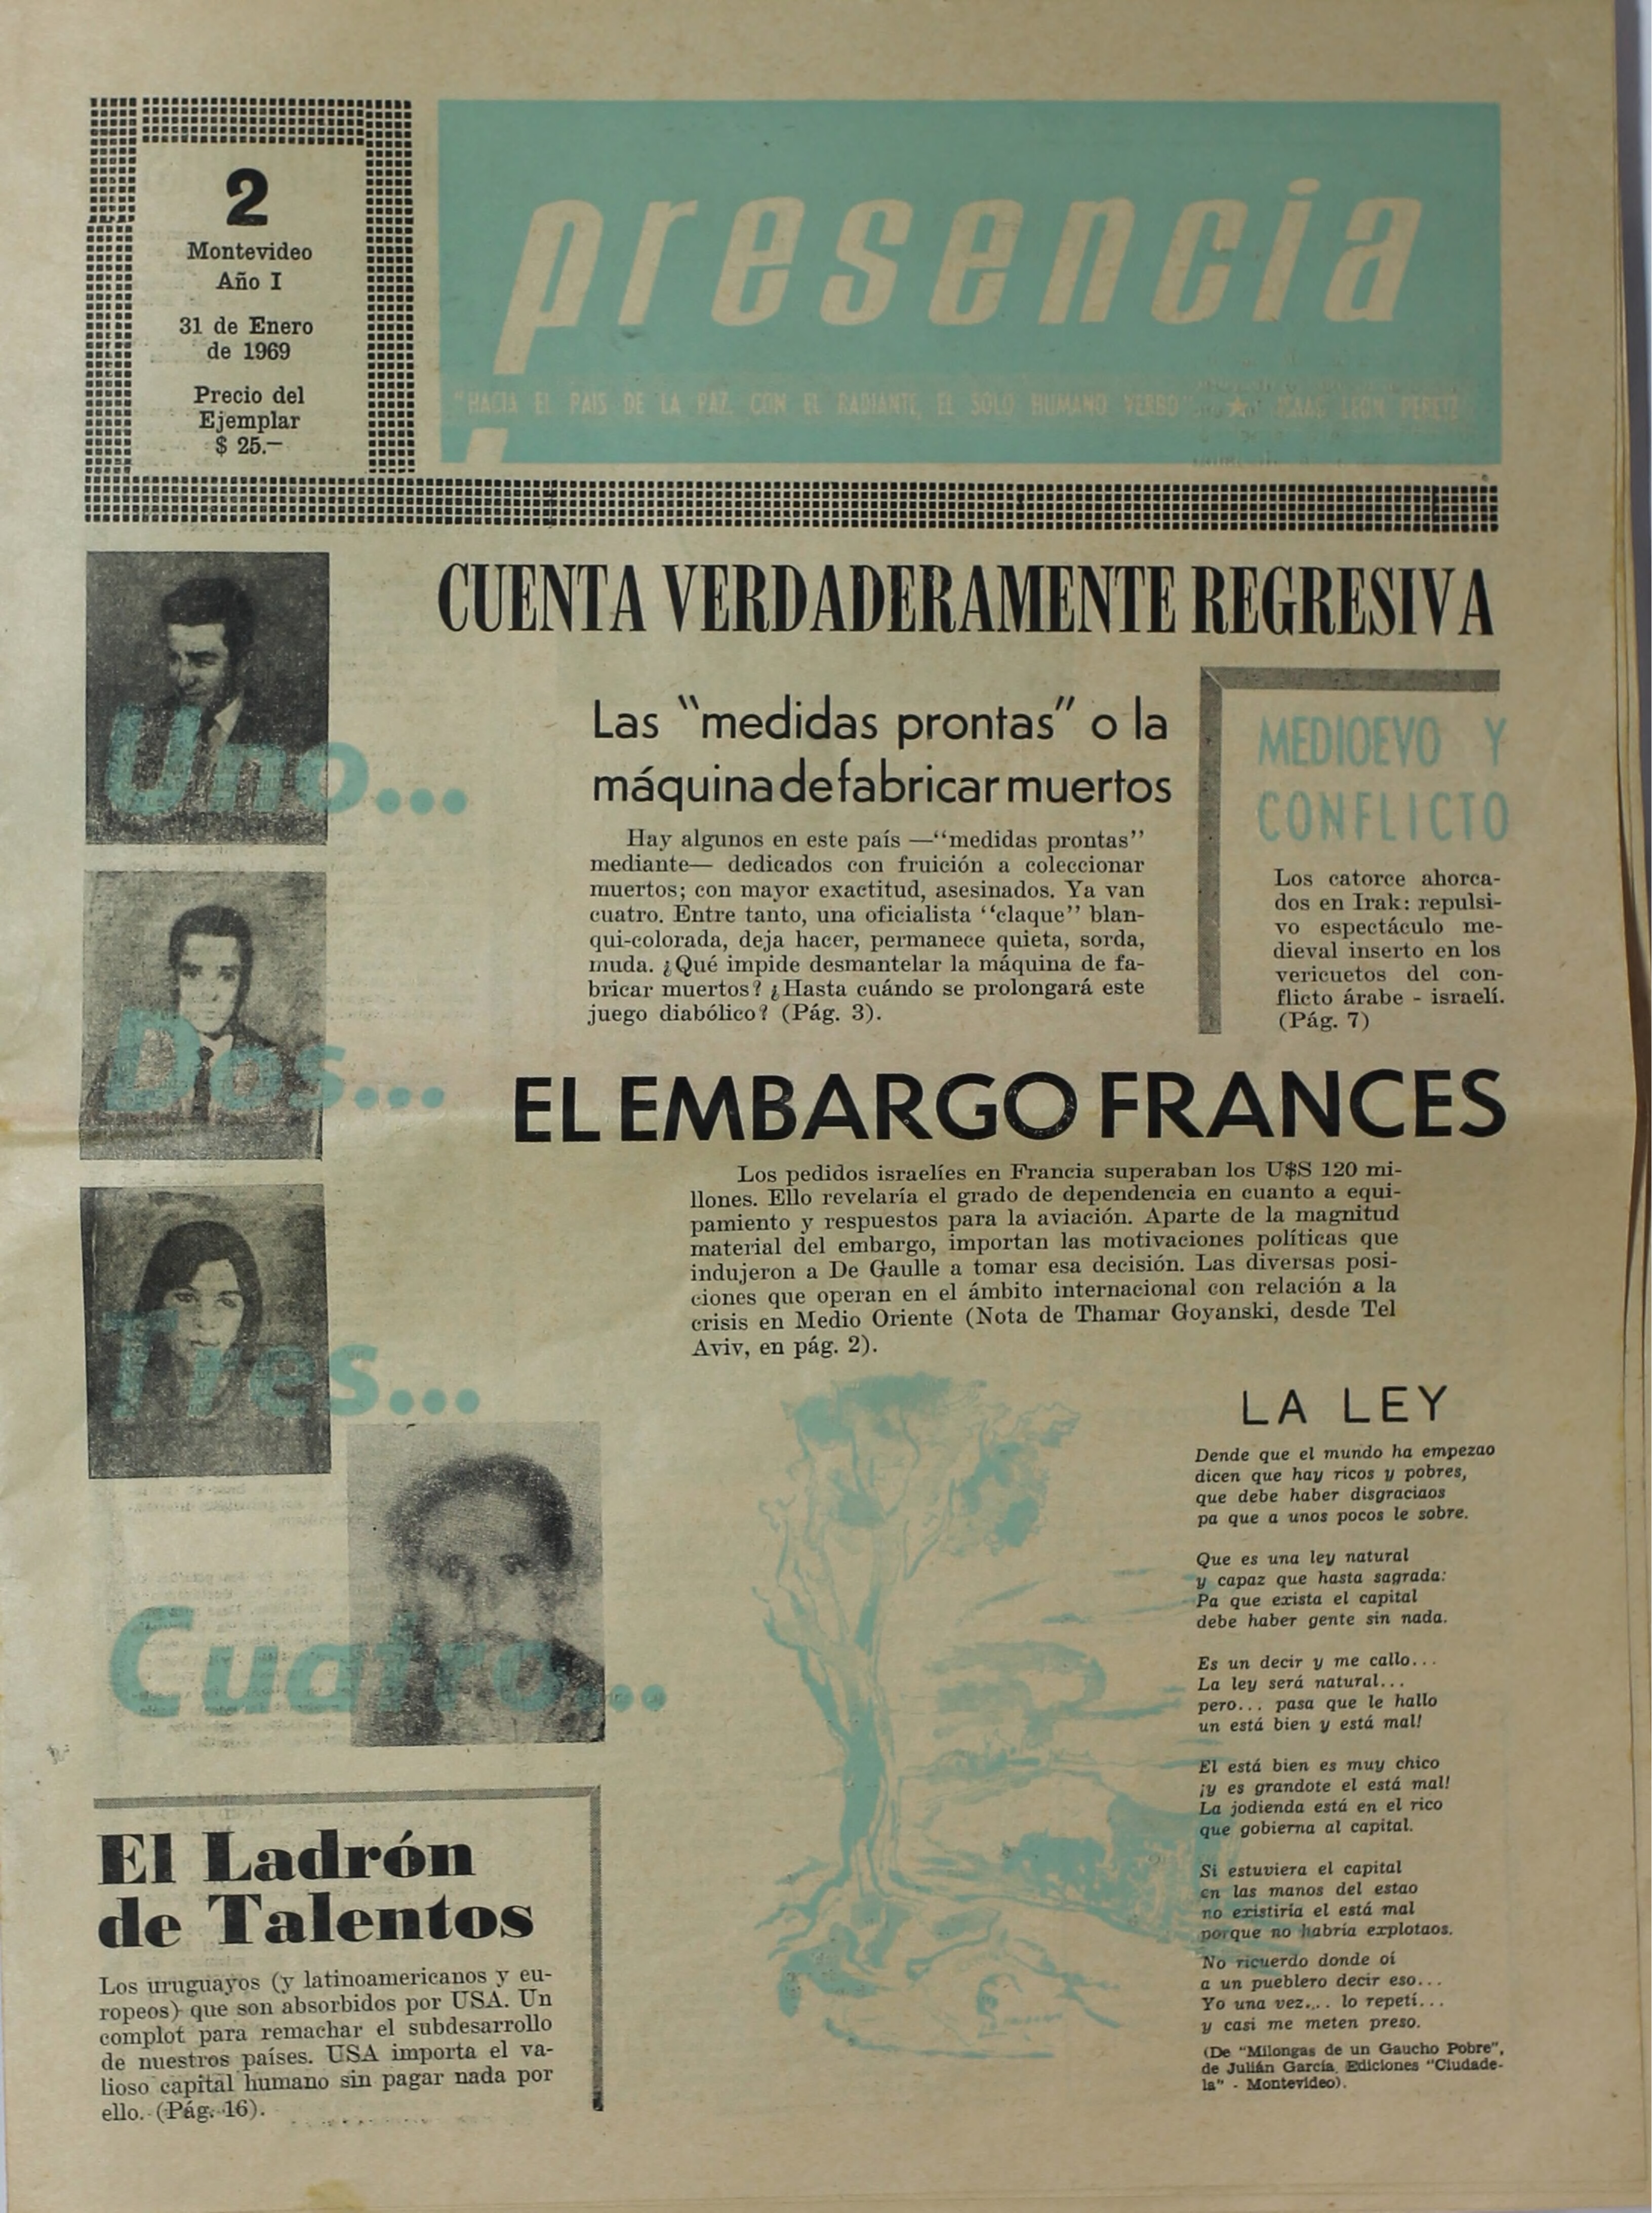 2
Montevideo
Año I
31 de Enero
de 1969
Precio del
Ejemplar
$ 25.—
presencia
"HACIA EL PAIS DE LA PAZ, CON EL RADIANTE, EL SOLO HUMANO VERBO" ★ ISAAC LEON PERETZ
CUENTA VERDADERAMENTE REGRESIVA
Uno...
Dos...
Tres...
Cuatro...
Las "medidas prontas" o la
máquina de fabricar muertos
Hay algunos en este país —"medidas prontas"
mediante— dedicados con fruición a coleccionar
muertos; con mayor exactitud, asesinados. Ya van
cuatro. Entre tanto, una oficialista "claque" blan-
qui-colorada, deja hacer, permanece quieta, sorda,
muda. ¿Qué impide desmantelar la máquina de fa-
bricar muertos? ¿Hasta cuándo se prolongará este
juego diabólico? (Pág. 3).
MEDIOEVO Y
CONFLICTO
Los catorce ahorca-
dos en Irak: repulsi-
vo espectáculo me-
dieval inserto en los
vericuetos del con-
flicto árabe - israelí.
(Pág. 7)
EL EMBARGO FRANCES
Los pedidos israelíes en Francia superaban los U$S 120 mi-
llones. Ello revelaría el grado de dependencia en cuanto a equi-
pamiento y respuestos para la aviación. Aparte de la magnitud
material del embargo, importan las motivaciones políticas que
indujeron a De Gaulle a tomar esa decisión. Las diversas posi-
ciones que operan en el ámbito internacional con relación a la
crisis en Medio Oriente (Nota de Thamar Goyanski, desde Tel
Aviv, en pág. 2).
LA LEY
Dende que el mundo ha empezao
dicen que hay ricos y pobres,
que debe haber disgraciaos
pa que a unos pocos le sobre.
Que es una ley natural
y capaz que hasta sagrada:
Pa que exista el capital
debe haber gente sin nada.
Es un decir y me callo...
La ley será natural...
pero... pasa que le hallo
un está bien y está mal!
El está bien es muy chico
¡y es grandote el está mal!
La jodienda está en el rico
que gobierna al capital.
Si estuviera el capital
en las manos del estao
no existiría el está mal
porque no habría explotaos.
No ricuerdo donde oí
a un pueblero decir eso...
Yo una vez... lo repetí...
y casi me meten preso.
(De "Milongas de un Gaucho Pobre",
de Julián García. Ediciones "Ciudade-
la" - Montevideo).
El Ladrón
de Talentos
Los uruguayos (y latinoamericanos y eu-
ropeos) que son absorbidos por USA. Un
complot para remachar el subdesarrollo
de nuestros países. USA importa el va-
lioso capital humano sin pagar nada por
ello. (Pág. 16).